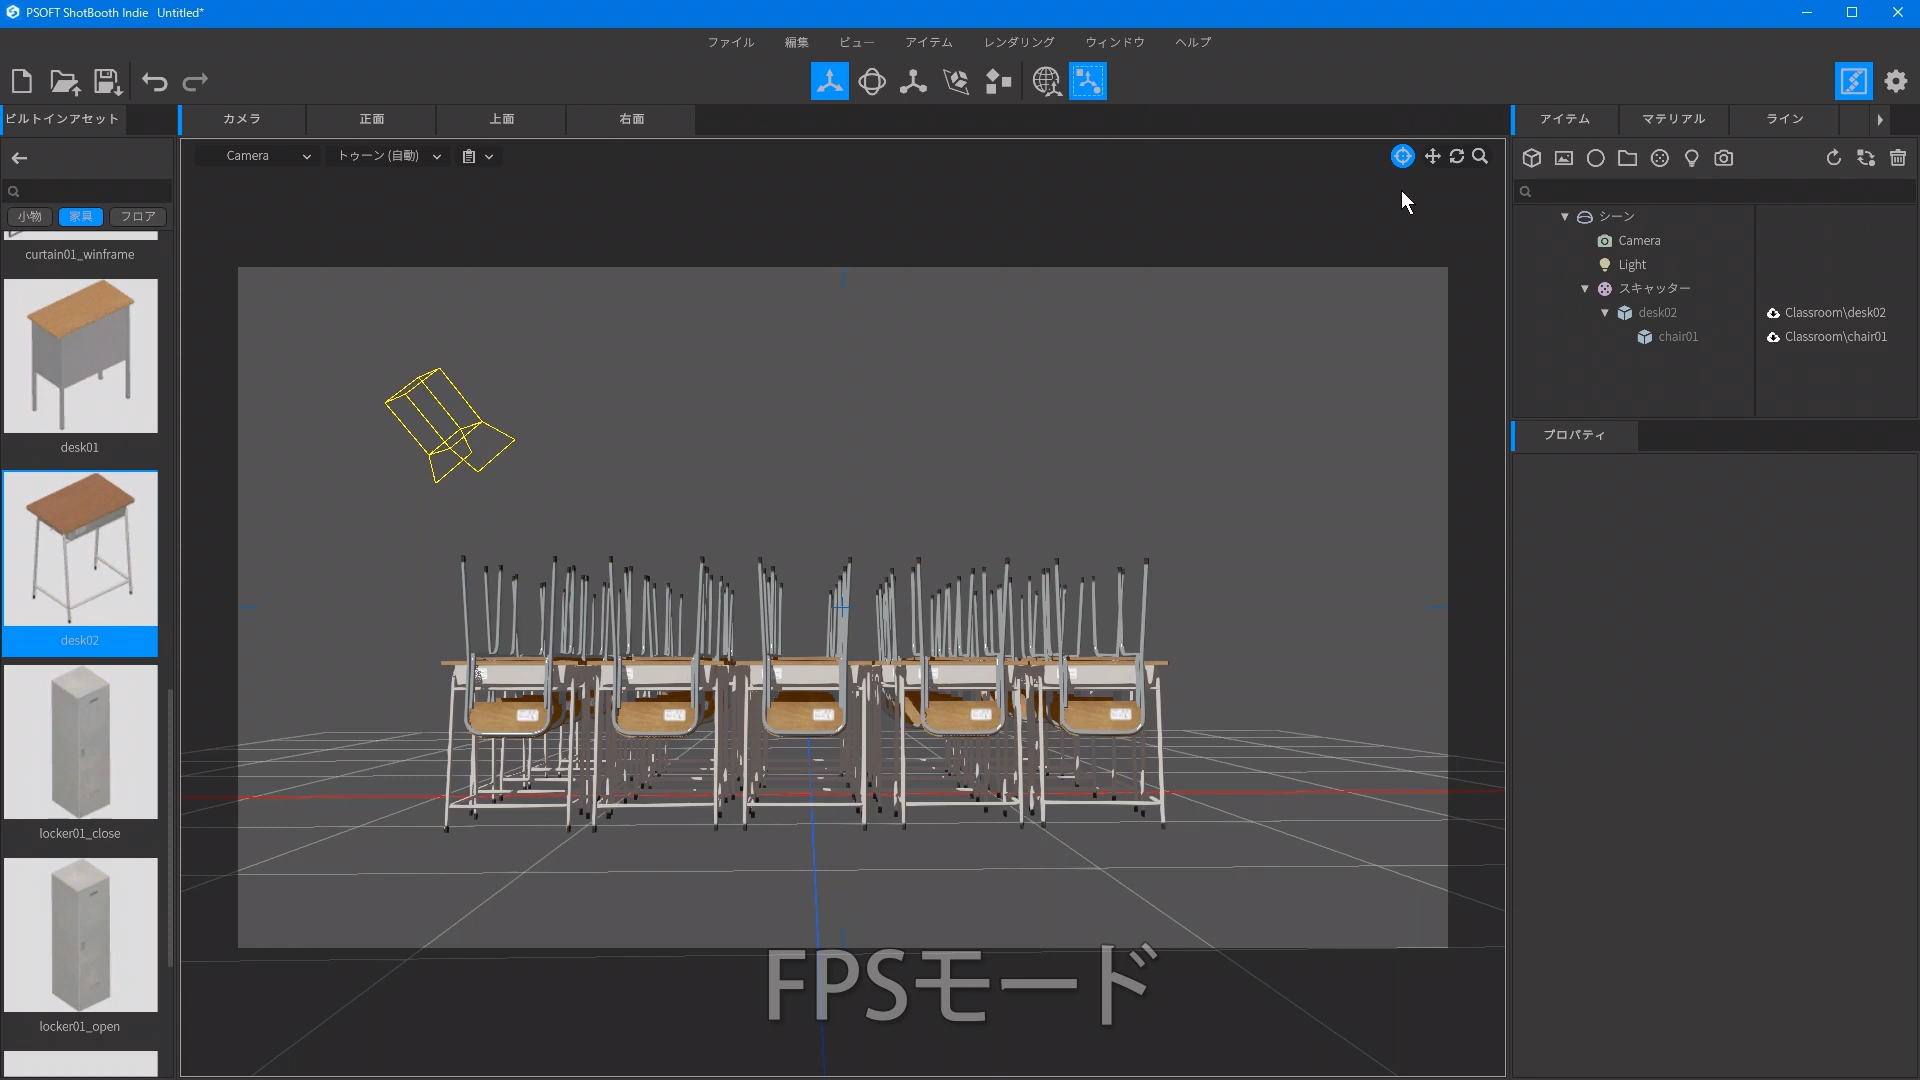 PSOFT ShotBooth Indie Untitled*
ファイル 編集 ビュー アイテム レンダリング ウィンドウ ヘルプ
ビルトインアセット
カメラ 正面 上面 右面
アイテム マテリアル ライン
Camera トゥーン (自動)
小物 家具 フロア
curtain01_winframe
desk01
desk02
locker01_close
locker01_open
シーン
Camera
Light
スキャッター
desk02 Classroom\desk02
chair01 Classroom\chair01
プロパティ
FPSモード